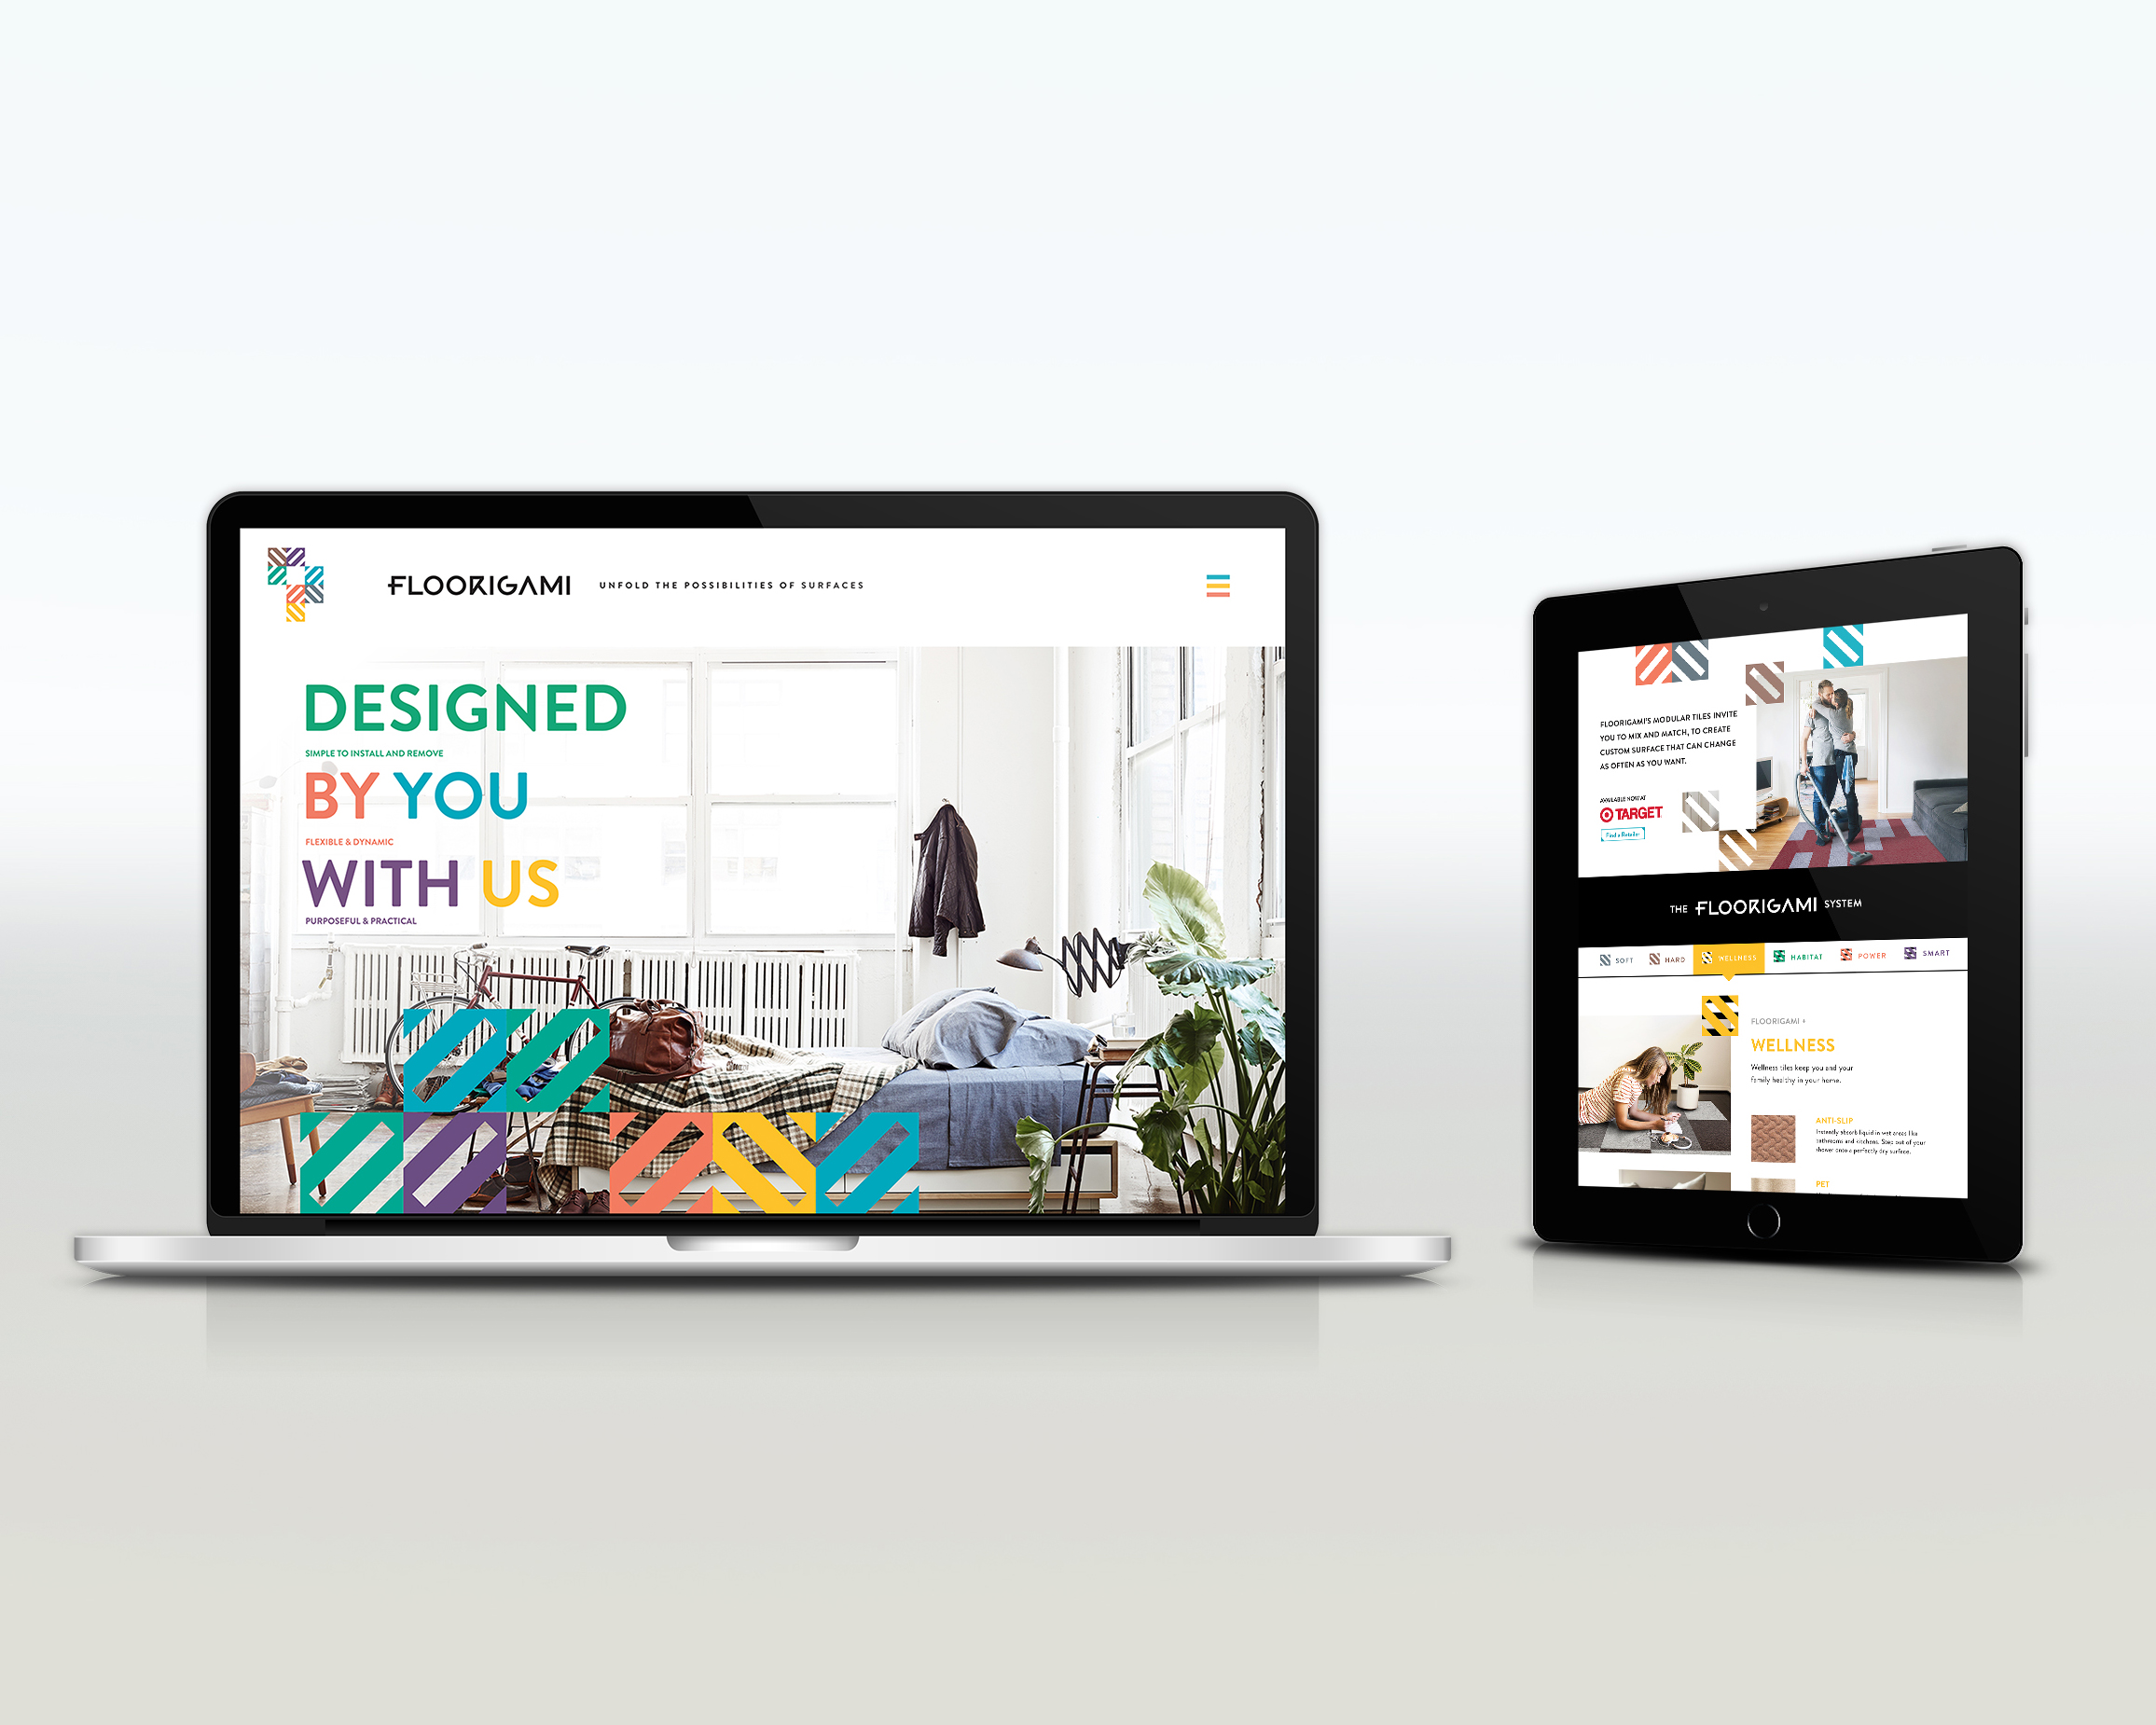 FLOORIGAMI UNFOLD THE POSSIBILITIES OF SURFACES
DESIGNED
SIMPLE TO INSTALL AND REMOVE
BY YOU
FLEXIBLE & DYNAMIC
WITH US
PURPOSEFUL & PRACTICAL
FLOORIGAMI'S MODULAR TILES INVITE
YOU TO MIX AND MATCH, TO CREATE
CUSTOM SURFACE THAT CAN CHANGE
AS OFTEN AS YOU WANT.
AVAILABLE NOW AT
TARGET
Find a Retailer
THE FLOORIGAMI SYSTEM
SOFT HARD WELLNESS HABITAT POWER SMART
FLOORIGAMI +
WELLNESS
Wellness tiles keep you and your
family healthy in your home.
ANTI-SLIP
Instantly absorb liquid in wet areas like
bathrooms and kitchens. Step out of your
shower onto a perfectly dry surface.
PET